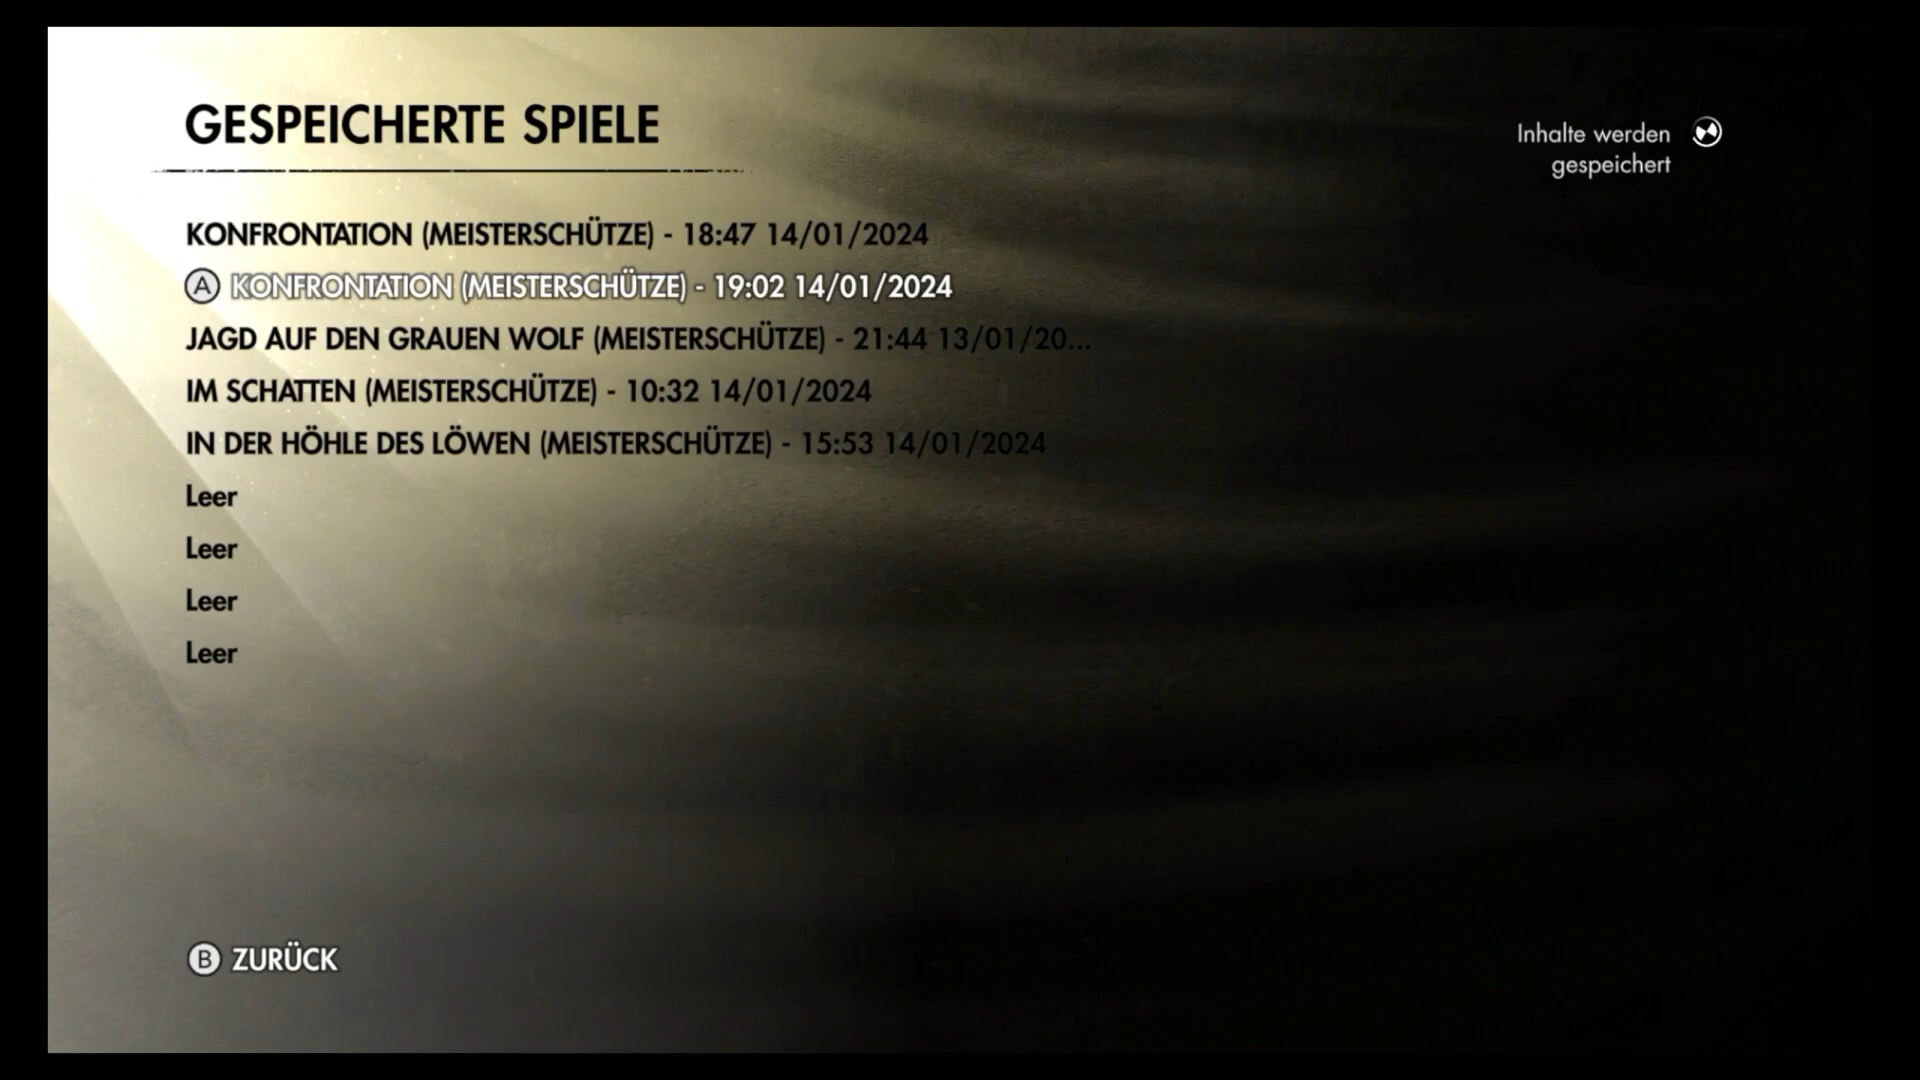 GESPEICHERTE SPIELE
Inhalte werden
gespeichert
KONFRONTATION (MEISTERSCHÜTZE) - 18:47 14/01/2024
A KONFRONTATION (MEISTERSCHÜTZE) - 19:02 14/01/2024
JAGD AUF DEN GRAUEN WOLF (MEISTERSCHÜTZE) - 21:44 13/01/20...
IM SCHATTEN (MEISTERSCHÜTZE) - 10:32 14/01/2024
IN DER HÖHLE DES LÖWEN (MEISTERSCHÜTZE) - 15:53 14/01/2024
Leer
Leer
Leer
Leer
B ZURÜCK